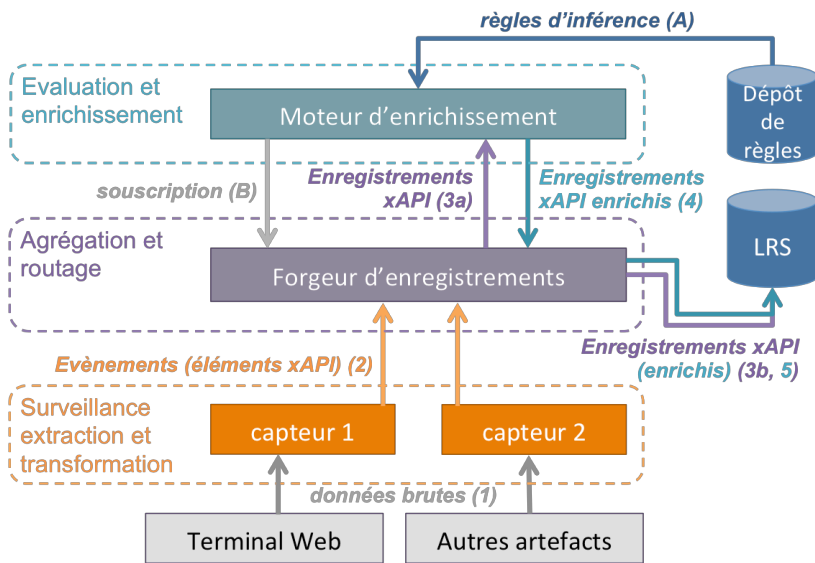 règles d’inférence (A)
Evaluation et
enrichissement
Moteur d’enrichissement
Dépôt
de
règles
souscription (B)
Enregistrements
xAPI (3a)
Enregistrements
xAPI enrichis (4)
Agrégation et
routage
Forgeur d’enregistrements
LRS
Evènements (éléments xAPI) (2)
Enregistrements xAPI
(enrichis) (3b, 5)
Surveillance
extraction et
transformation
capteur 1
capteur 2
données brutes (1)
Terminal Web
Autres artefacts